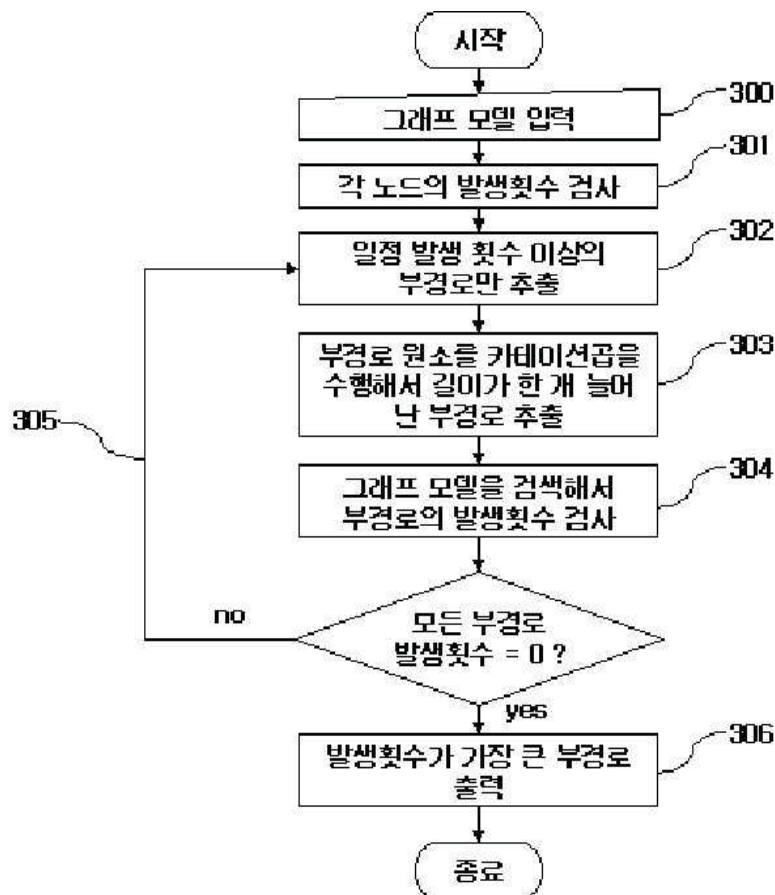 시작
300
그래프 모델 입력
301
각 노드의 발생횟수 검사
302
일정 발생 횟수 이상의
부경로만 추출
303
부경로 원소를 카테이션곱을
수행해서 길이가 한 개 늘어
난 부경로 추출
305
304
그래프 모델을 검색해서
부경로의 발생횟수 검사
no
모든 부경로
발생횟수 = 0 ?
yes
306
발생횟수가 가장 큰 부경로
출력
종료